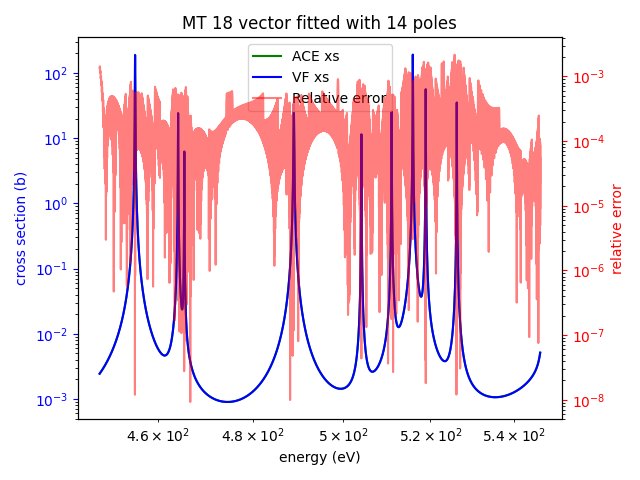 MT 18 vector fitted with 14 poles
ACE xs
VF xs
Relative error
10²
10¹
10⁰
10⁻¹
10⁻²
10⁻³
cross section (b)
10⁻³
10⁻⁴
10⁻⁵
10⁻⁶
10⁻⁷
10⁻⁸
relative error
4.6 × 10² 4.8 × 10² 5 × 10² 5.2 × 10² 5.4 × 10²
energy (eV)